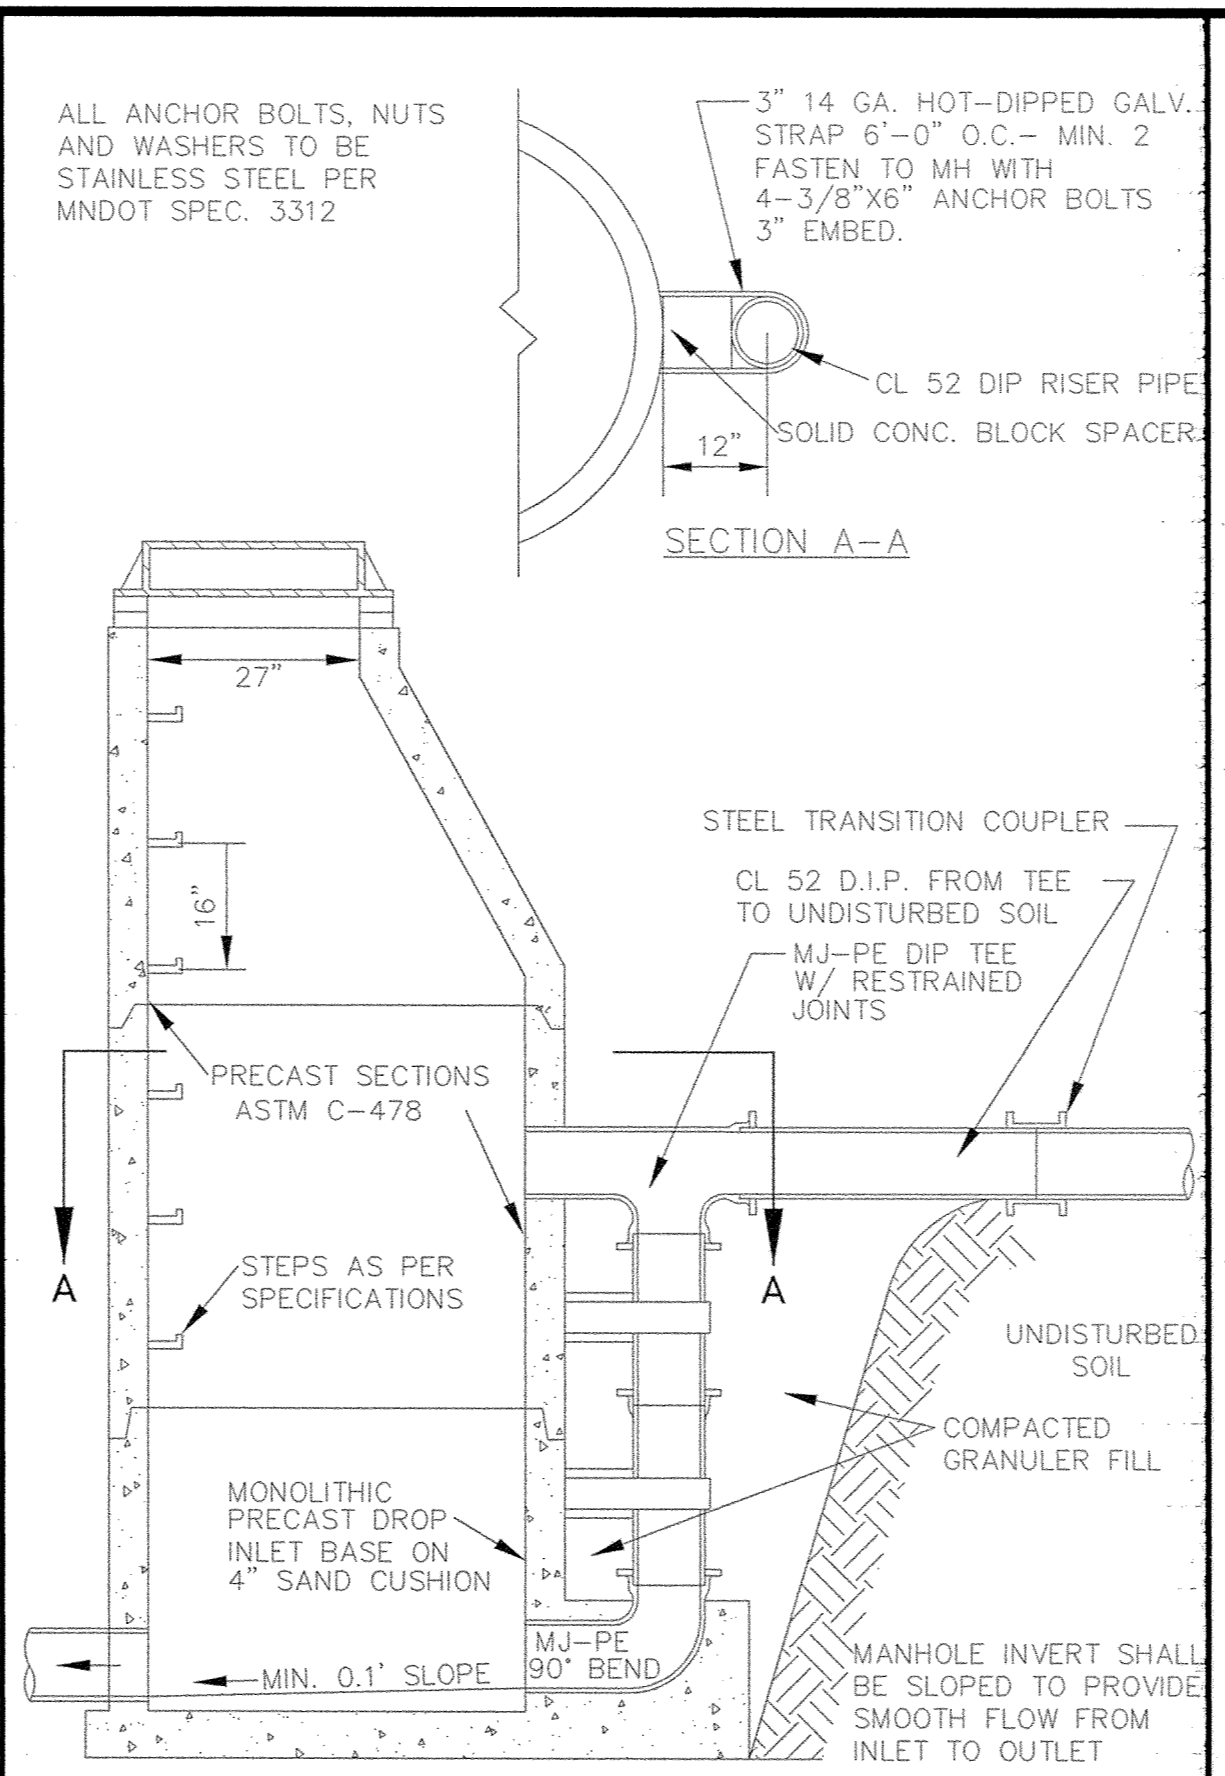 ALL ANCHOR BOLTS, NUTS
AND WASHERS TO BE
STAINLESS STEEL PER
MNDOT SPEC. 3312
3" 14 GA. HOT-DIPPED GALV.
STRAP 6'-0" O.C.- MIN. 2
FASTEN TO MH WITH
4-3/8"X6" ANCHOR BOLTS
3" EMBED.
CL 52 DIP RISER PIPE
SOLID CONC. BLOCK SPACER
12"
SECTION A-A
27"
16"
STEEL TRANSITION COUPLER
CL 52 D.I.P. FROM TEE
TO UNDISTURBED SOIL
MJ-PE DIP TEE
W/ RESTRAINED
JOINTS
PRECAST SECTIONS
ASTM C-478
A
A
STEPS AS PER
SPECIFICATIONS
UNDISTURBED
SOIL
COMPACTED
GRANULER FILL
MONOLITHIC
PRECAST DROP
INLET BASE ON
4" SAND CUSHION
MJ-PE
90° BEND
MIN. 0.1' SLOPE
MANHOLE INVERT SHALL
BE SLOPED TO PROVIDE
SMOOTH FLOW FROM
INLET TO OUTLET